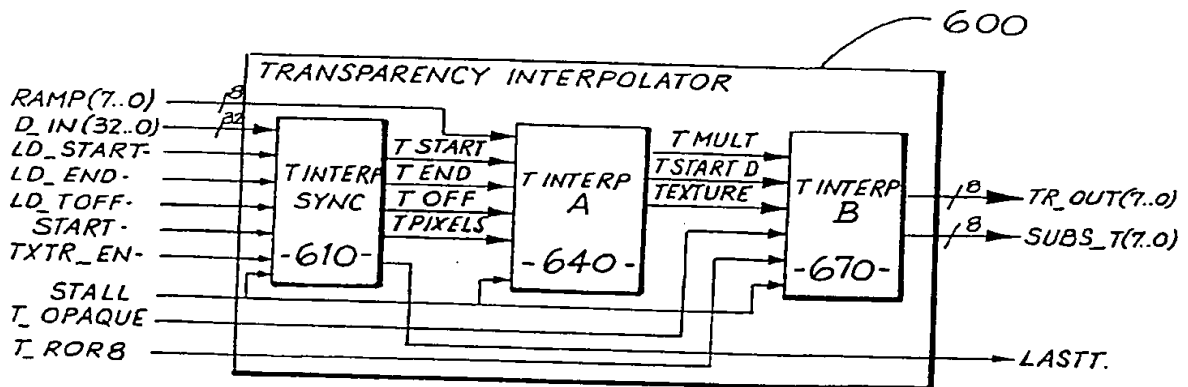 600
TRANSPARENCY INTERPOLATOR
RAMP(7..0)
8
D_IN(32..0)
32
LD_START-
LD_END-
LD_TOFF-
START-
TXTR_EN-
STALL
T_OPAQUE
T_ROR8
T INTERP
SYNC
-610-
T START
T END
T OFF
TPIXELS
T INTERP
A
-640-
T MULT
TSTART D
TEXTURE
T INTERP
B
-670-
8
TR_OUT(7..0)
8
SUBS_T(7..0)
LASTT.